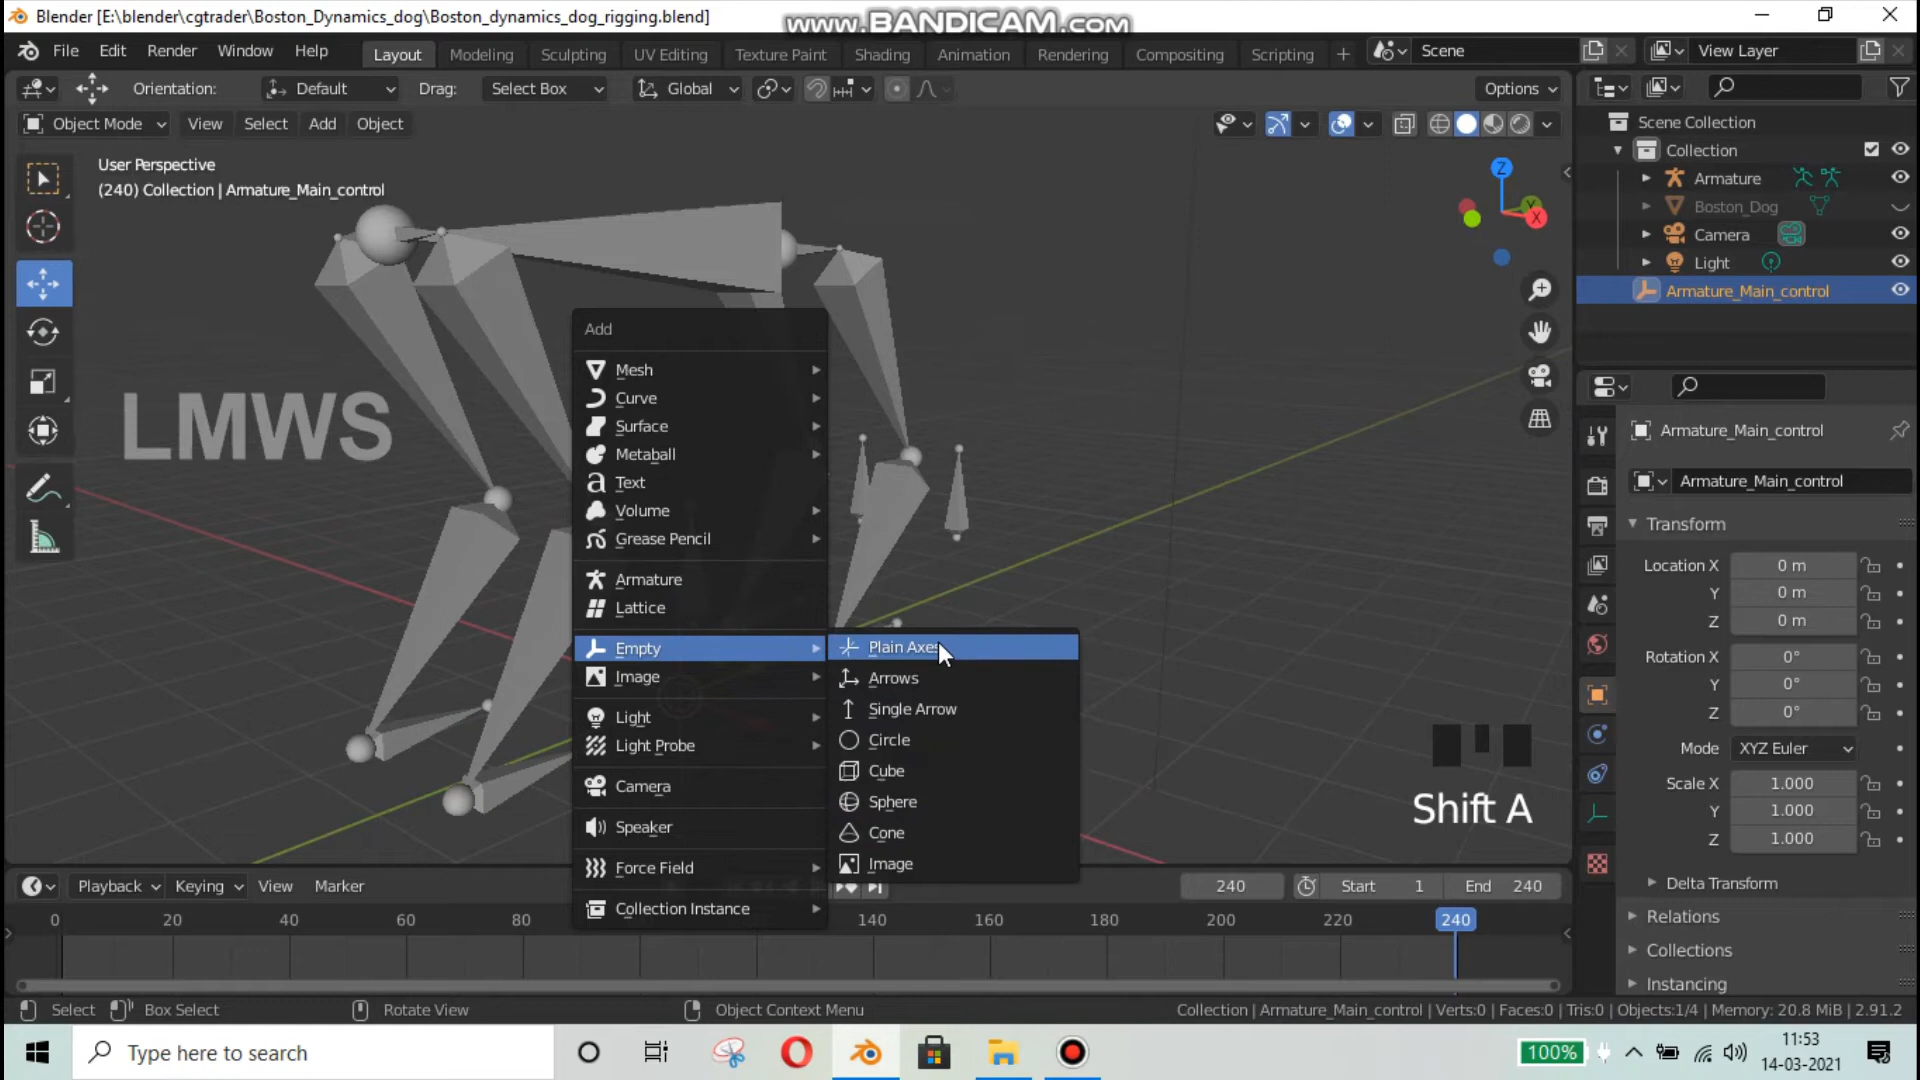 Blender [E:\blender\cgtrader\Boston_Dynamics_dog\Boston_dynamics_dog_rigging.blend]
www.BANDICAM.com
File Edit Render Window Help Layout Modeling Sculpting UV Editing Texture Paint Shading Animation Rendering Compositing Scripting + Scene View Layer
Orientation: Default Drag: Select Box Global Options
Object Mode View Select Add Object
Scene Collection
Collection
Armature
Boston_Dog
Camera
Light
Armature_Main_control
User Perspective
(240) Collection | Armature_Main_control
Z
Y
X
LMWS
Add
Mesh
Curve
Surface
Metaball
Text
Volume
Grease Pencil
Armature
Lattice
Empty
Image
Light
Light Probe
Camera
Speaker
Force Field
Collection Instance
Plain Axes
Arrows
Single Arrow
Circle
Cube
Sphere
Cone
Image
Shift A
Armature_Main_control
Armature_Main_control
Transform
Location X 0 m
Y 0 m
Z 0 m
Rotation X 0°
Y 0°
Z 0°
Mode XYZ Euler
Scale X 1.000
Y 1.000
Z 1.000
Delta Transform
Relations
Collections
Instancing
Playback Keying View Marker 240 Start 1 End 240
0 20 40 60 80 140 160 180 200 220 240
Select Box Select Rotate View Object Context Menu Collection | Armature_Main_control | Verts:0 | Faces:0 | Tris:0 | Objects:1/4 | Memory: 20.8 MiB | 2.91.2
Type here to search 100% 11:53
14-03-2021